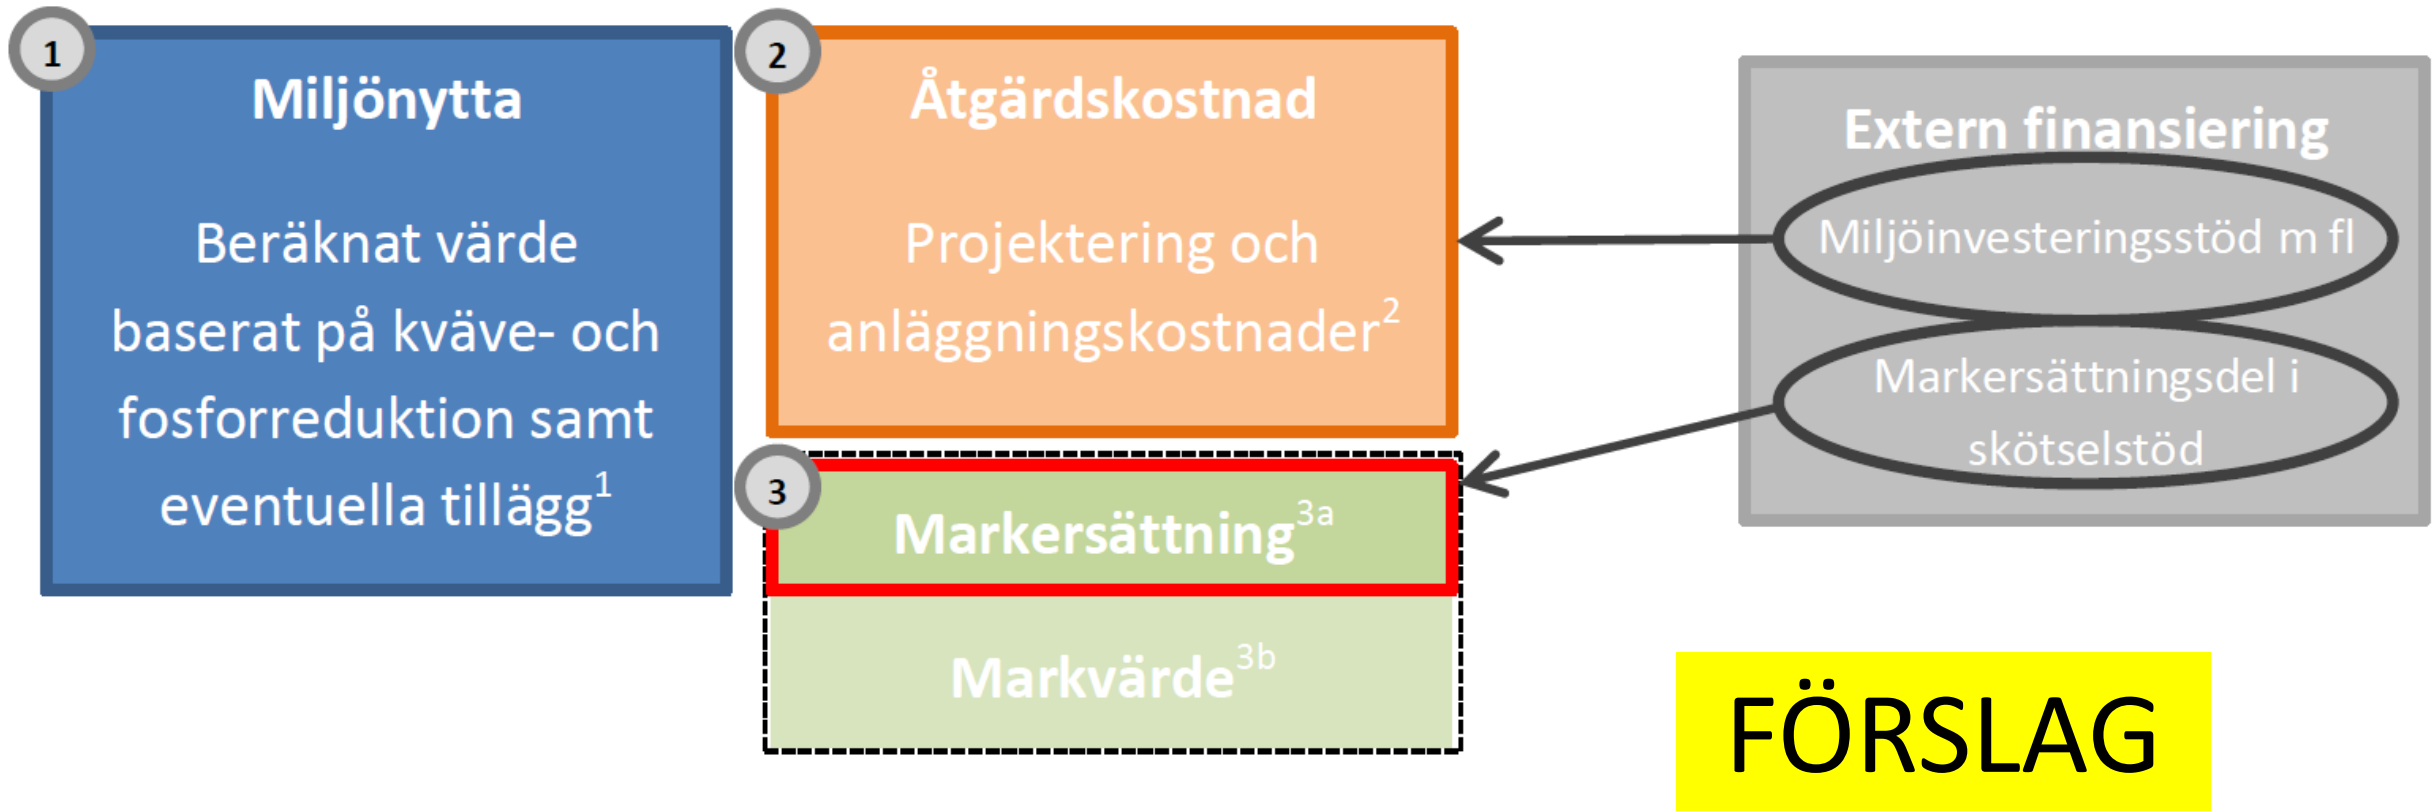 1
Miljönytta
Beräknat värde
baserat på kväve- och
fosforreduktion samt
eventuella tillägg1
2
Åtgärdskostnad
Projektering och
anläggningskostnader2
3
Markersättning3a
Markvärde3b
Extern finansiering
Miljöinvesteringsstöd m fl
Markersättningsdel i
skötselstöd
FÖRSLAG